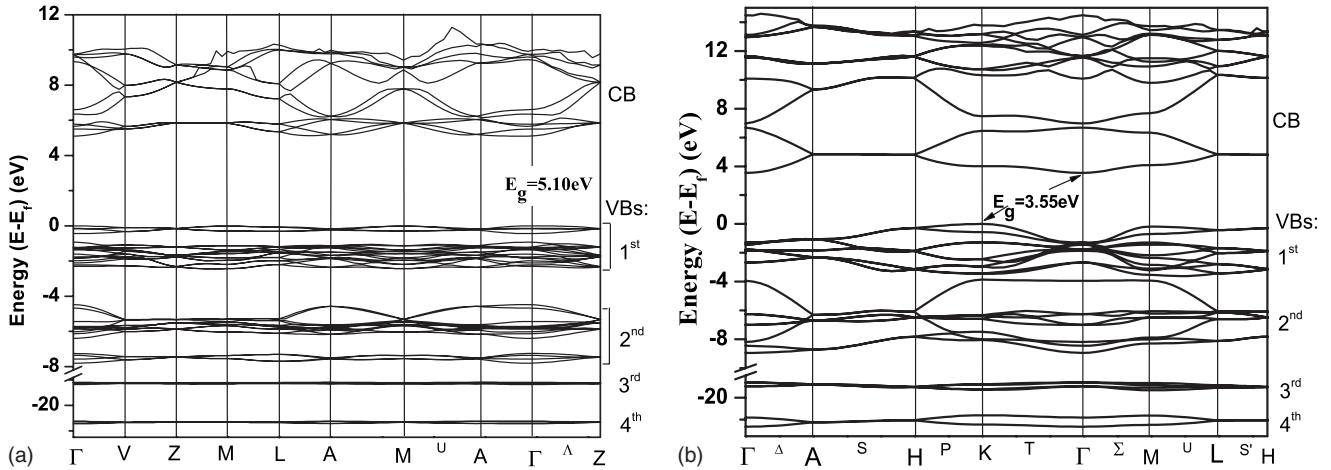 (a)
Energy (E-E_f) (eV)
12
8
4
0
-4
-8
-20
E_g=5.10eV
CB
VBs:
1st
2nd
3rd
4th
Γ V Z M L A M U A Γ Λ Z
(b)
Energy (E-E_f) (eV)
12
8
4
0
-4
-8
-20
E_g=3.55eV
CB
VBs:
1st
2nd
3rd
4th
Γ Δ A S H P K T Γ Σ M U L S' H